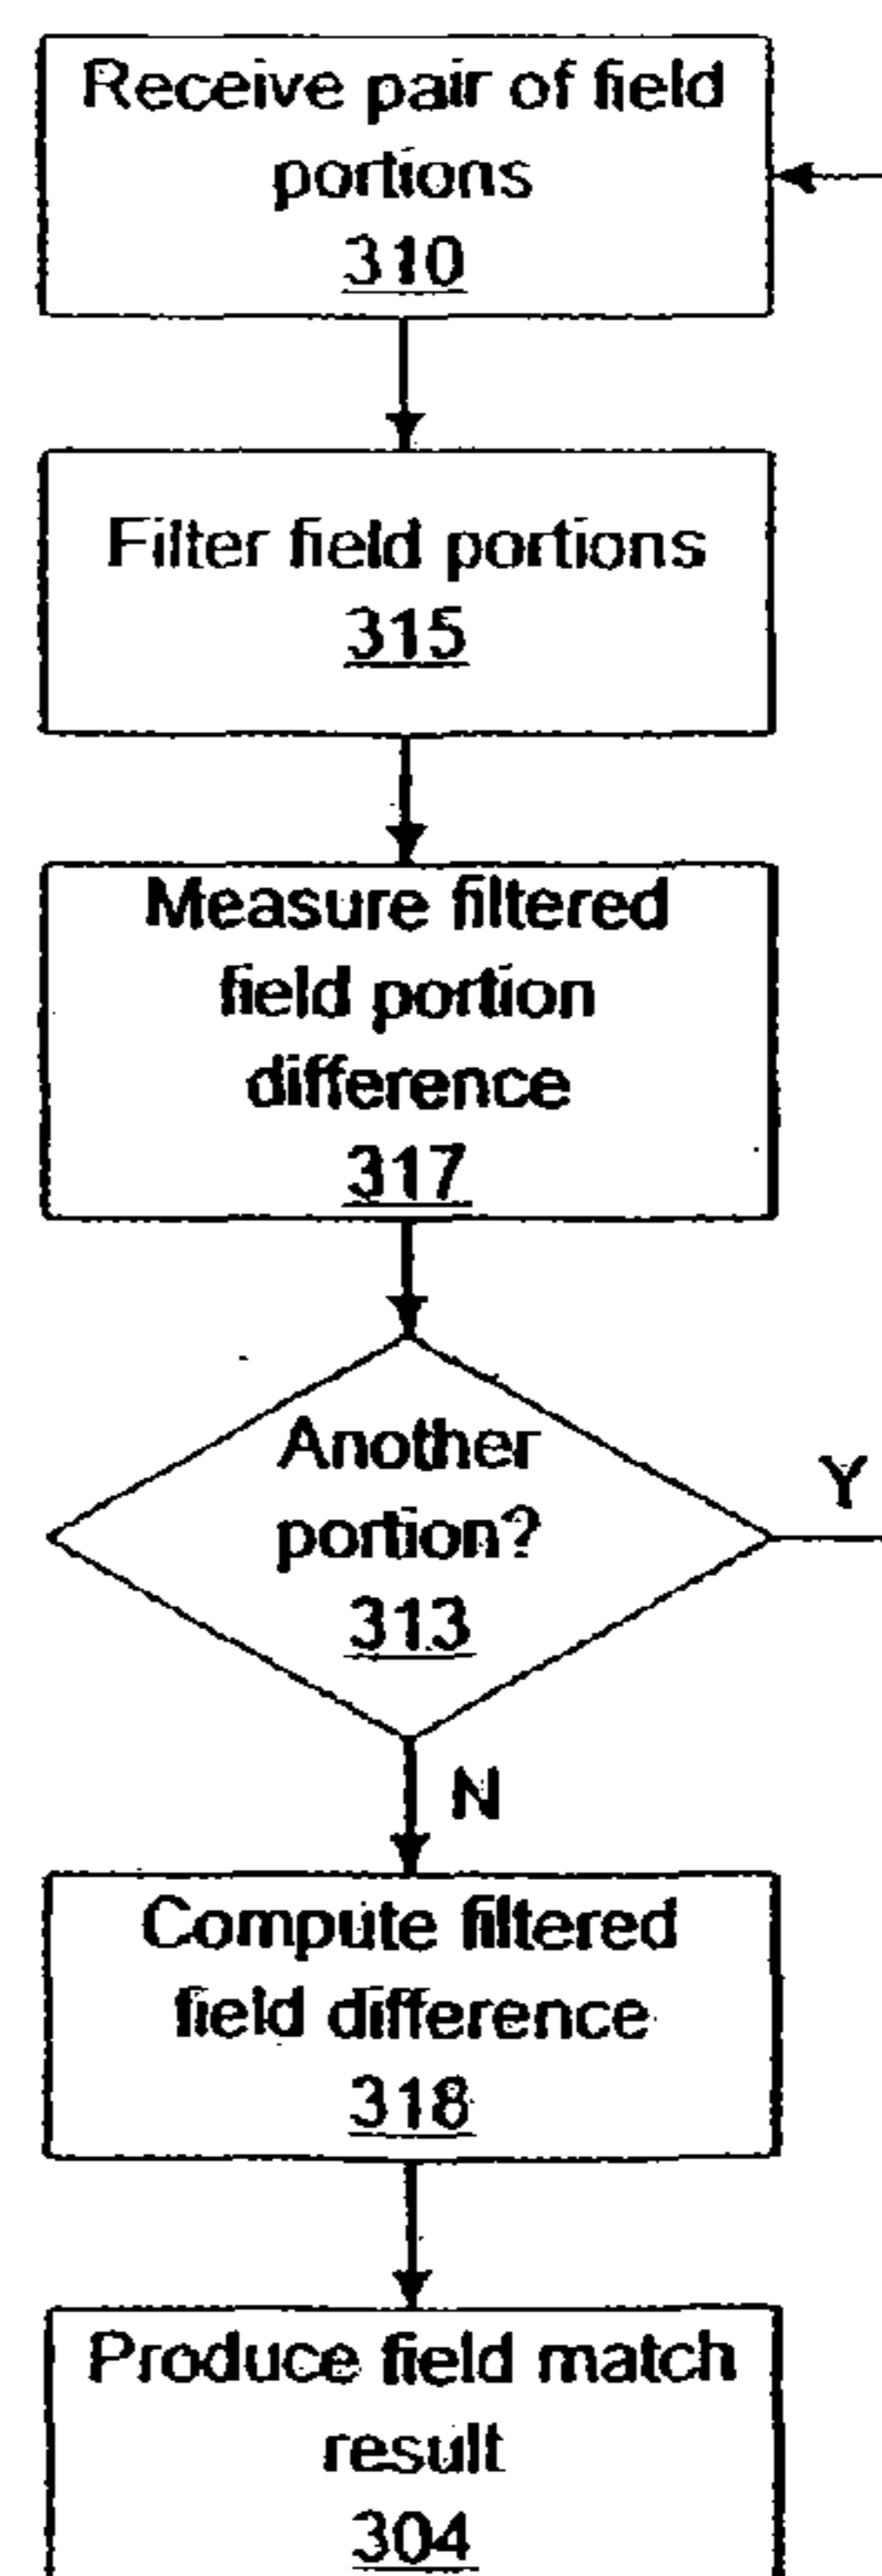 Receive pair of field
portions
310
Filter field portions
315
Measure filtered
field portion
difference
317
Another
portion?
313
Y
N
Compute filtered
field difference
318
Produce field match
result
304